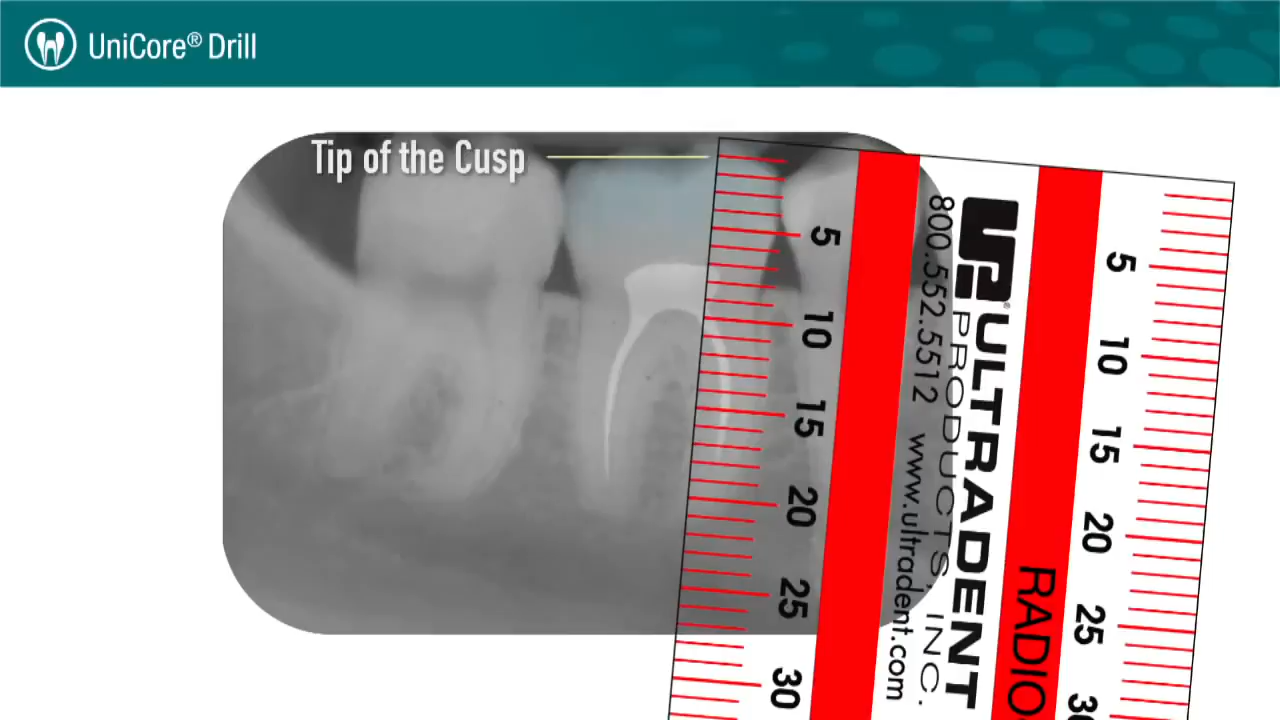 UniCore® Drill
Tip of the Cusp
5
10
15
20
25
30
800.552.5512 www.ultradent.com
UP®
ULTRADENT
PRODUCTS, INC.
RADIO
5
10
15
20
25
30